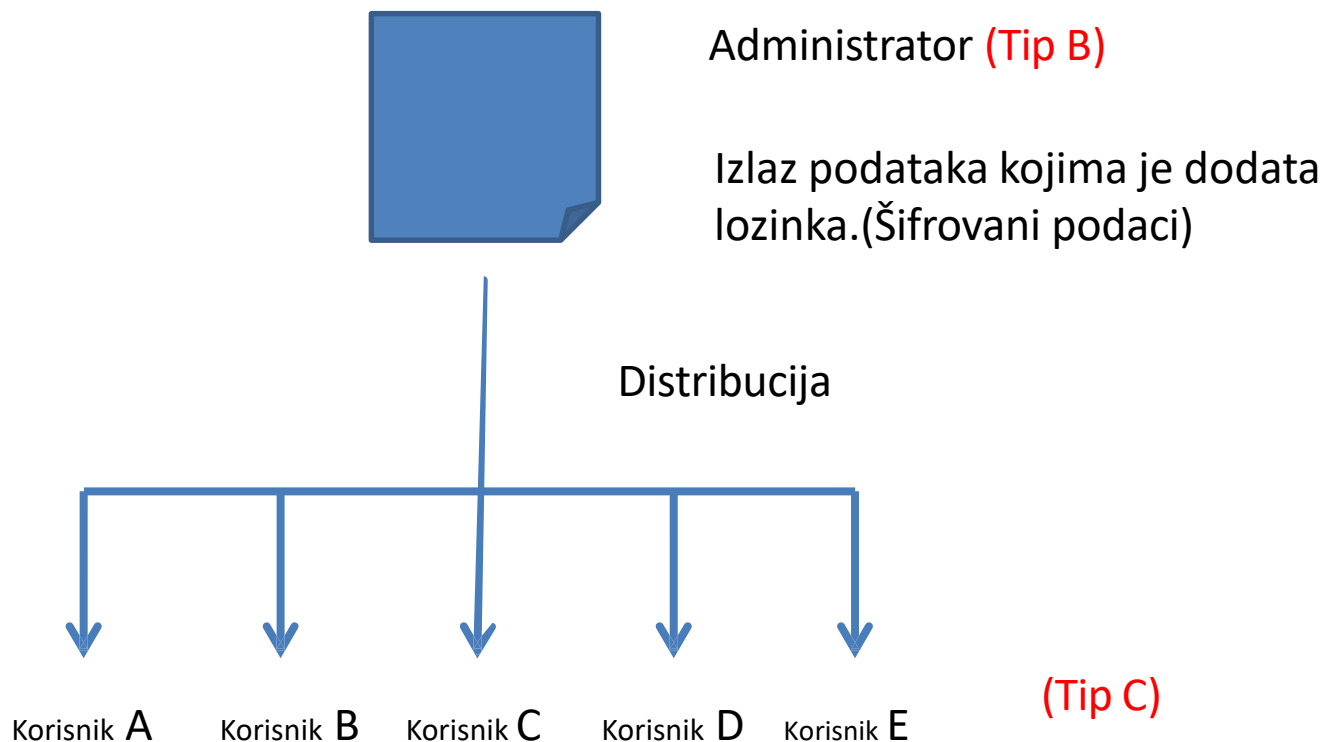 Administrator (Tip B)
Izlaz podataka kojima je dodata
lozinka.(Šifrovani podaci)
Distribucija
(Tip C)
Korisnik A Korisnik B Korisnik C Korisnik D Korisnik E